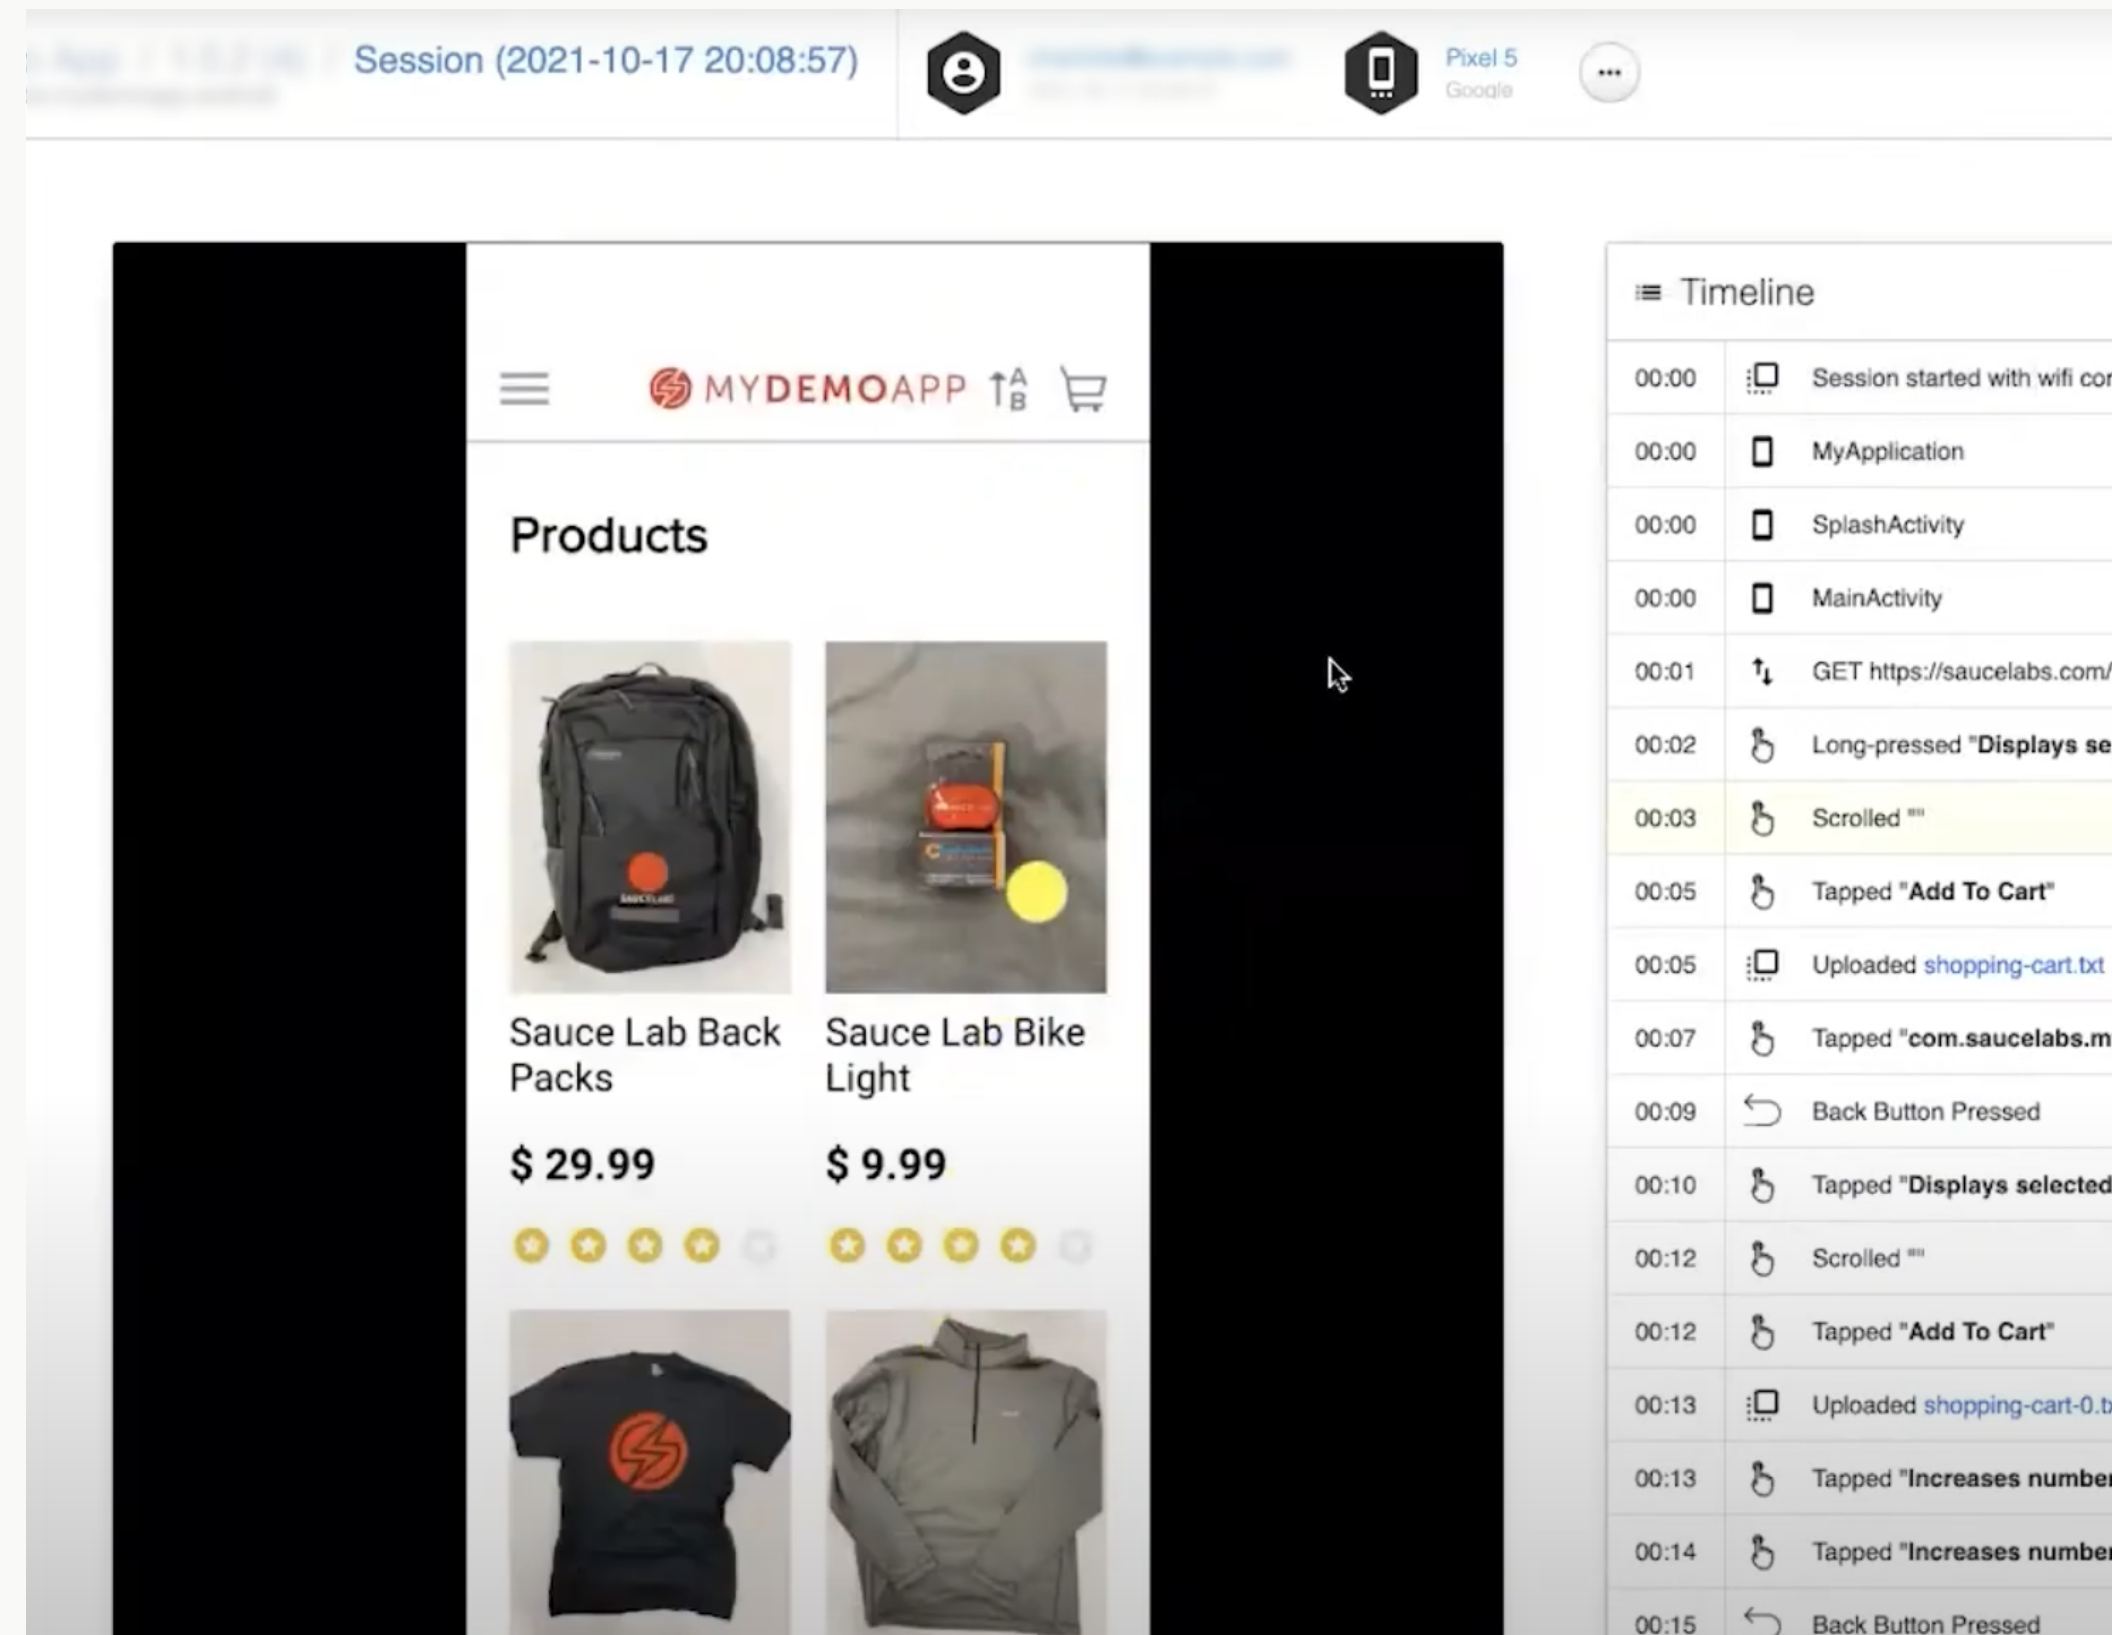 Session (2021-10-17 20:08:57)
Pixel 5
Google
MYDEMOAPP
A
B
Products
Sauce Lab Back
Packs
$ 29.99
Sauce Lab Bike
Light
$ 9.99
Timeline
00:00 Session started with wifi cor
00:00 MyApplication
00:00 SplashActivity
00:00 MainActivity
00:01 GET https://saucelabs.com/
00:02 Long-pressed "Displays se
00:03 Scrolled ""
00:05 Tapped "Add To Cart"
00:05 Uploaded shopping-cart.txt
00:07 Tapped "com.saucelabs.m
00:09 Back Button Pressed
00:10 Tapped "Displays selected
00:12 Scrolled ""
00:12 Tapped "Add To Cart"
00:13 Uploaded shopping-cart-0.tx
00:13 Tapped "Increases number
00:14 Tapped "Increases number
00:15 Back Button Pressed